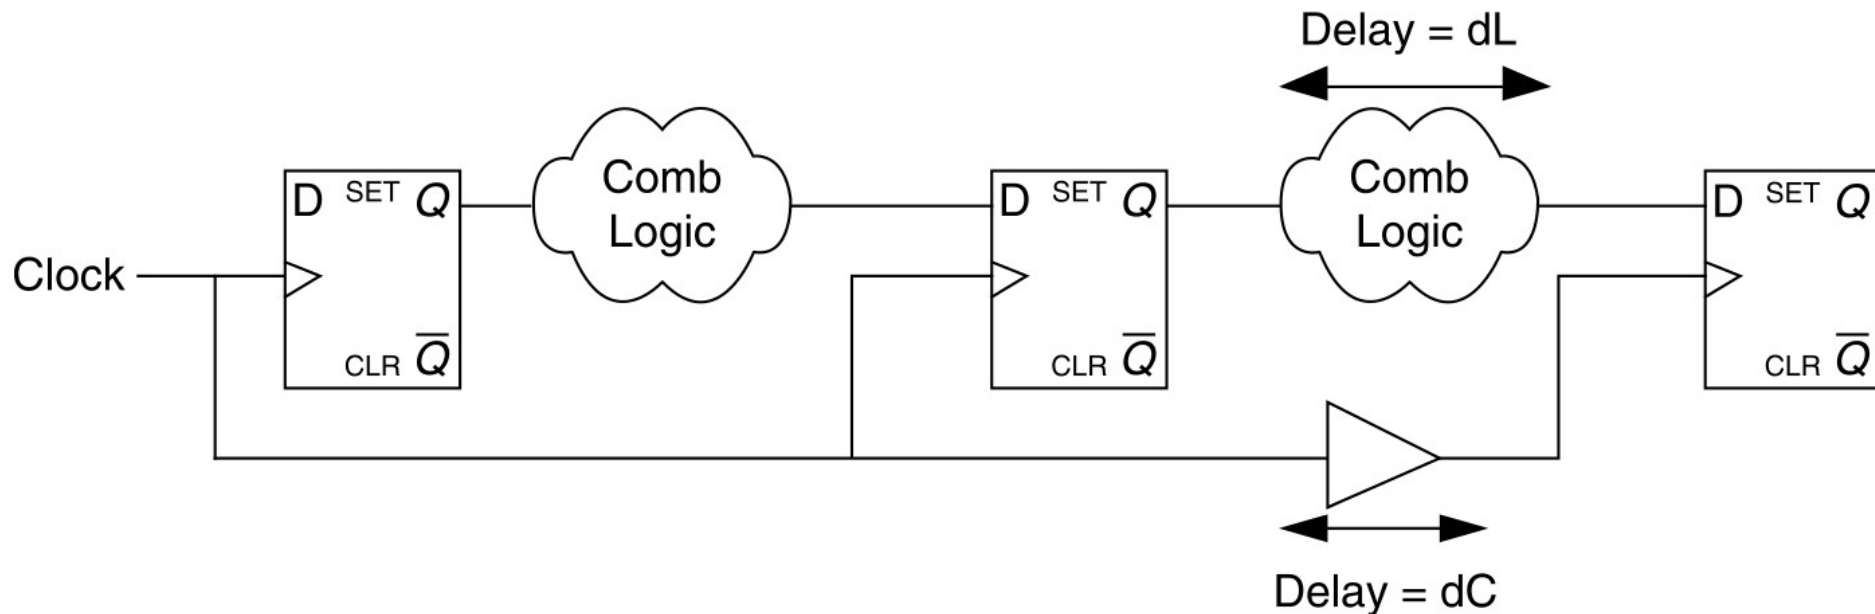 Delay = dL
Clock
D SET Q
CLR Q̅
Comb
Logic
D SET Q
CLR Q̅
Comb
Logic
D SET Q
CLR Q̅
Delay = dC